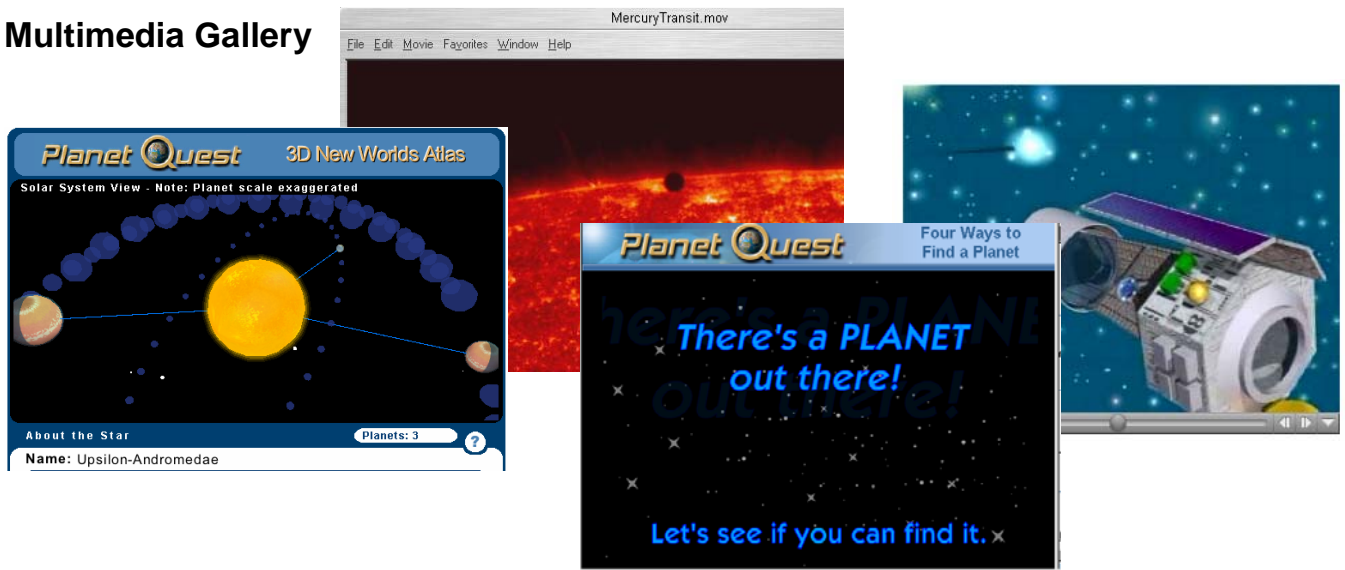 Multimedia Gallery
MercuryTransit.mov
File Edit Movie Favorites Window Help
Planet Quest 3D New Worlds Atlas
Solar System View - Note: Planet scale exaggerated
About the Star Planets: 3 ?
Name: Upsilon-Andromedae
Planet Quest
Four Ways to
Find a Planet
There's a PLANET
out there!
Let's see if you can find it.